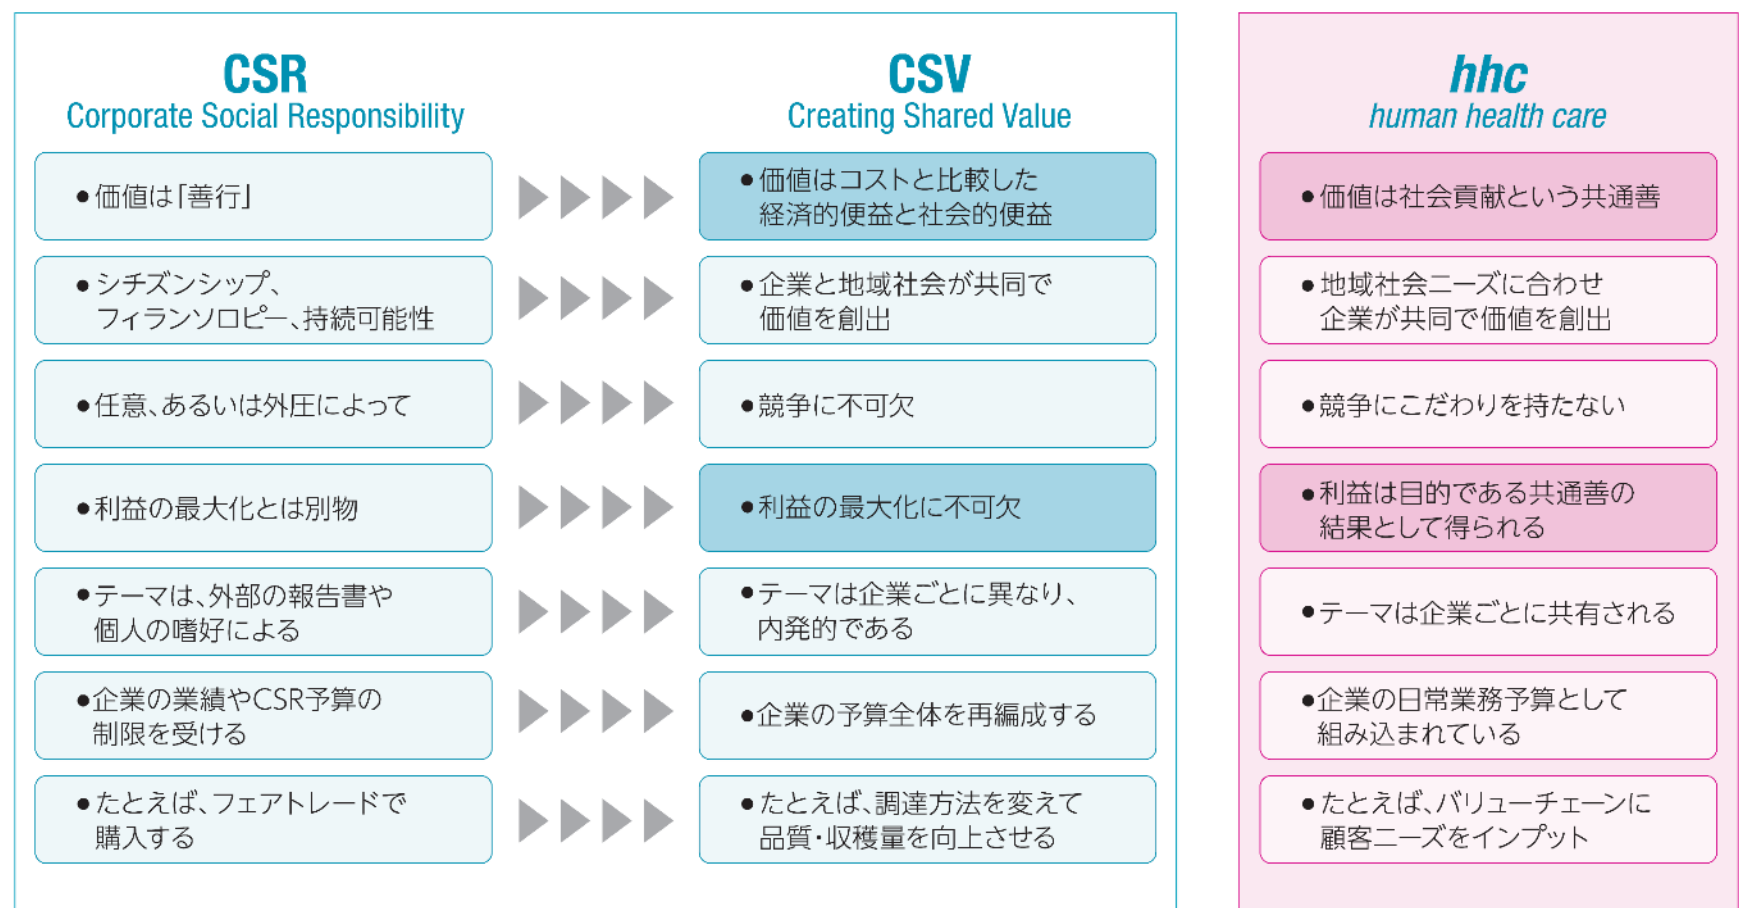 CSR
Corporate Social Responsibility
CSV
Creating Shared Value
hhc
human health care
●価値は「善行」
●価値はコストと比較した
経済的便益と社会的便益
●価値は社会貢献という共通善
●シチズンシップ、
フィランソロピー、持続可能性
●企業と地域社会が共同で
価値を創出
●地域社会ニーズに合わせ
企業が共同で価値を創出
●任意、あるいは外圧によって
●競争に不可欠
●競争にこだわりを持たない
●利益の最大化とは別物
●利益の最大化に不可欠
●利益は目的である共通善の
結果として得られる
●テーマは、外部の報告書や
個人の嗜好による
●テーマは企業ごとに異なり、
内発的である
●テーマは企業ごとに共有される
●企業の業績やCSR予算の
制限を受ける
●企業の予算全体を再編成する
●企業の日常業務予算として
組み込まれている
●たとえば、フェアトレードで
購入する
●たとえば、調達方法を変えて
品質・収穫量を向上させる
●たとえば、バリューチェーンに
顧客ニーズをインプット